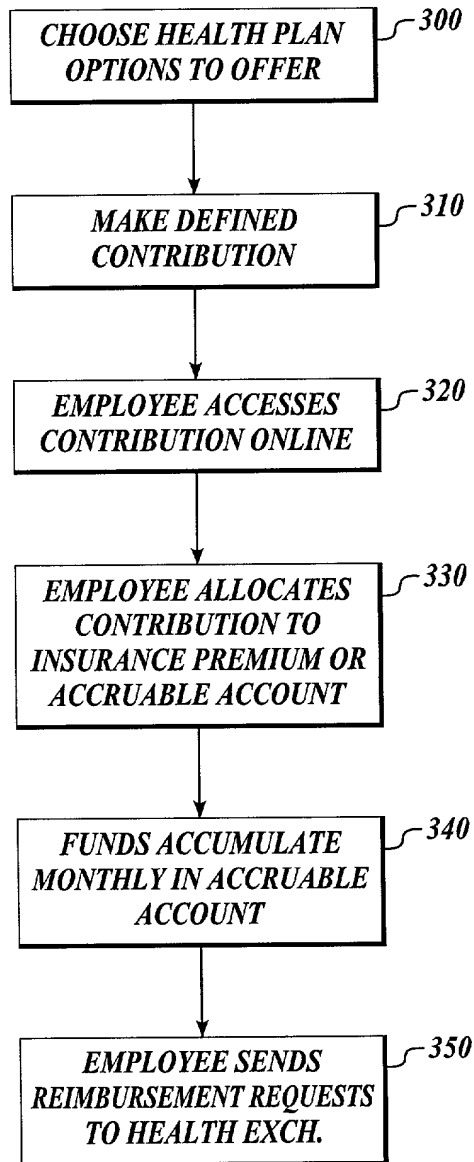 CHOOSE HEALTH PLAN
OPTIONS TO OFFER
300
MAKE DEFINED
CONTRIBUTION
310
EMPLOYEE ACCESSES
CONTRIBUTION ONLINE
320
EMPLOYEE ALLOCATES
CONTRIBUTION TO
INSURANCE PREMIUM OR
ACCRUABLE ACCOUNT
330
FUNDS ACCUMULATE
MONTHLY IN ACCRUABLE
ACCOUNT
340
EMPLOYEE SENDS
REIMBURSEMENT REQUESTS
TO HEALTH EXCH.
350